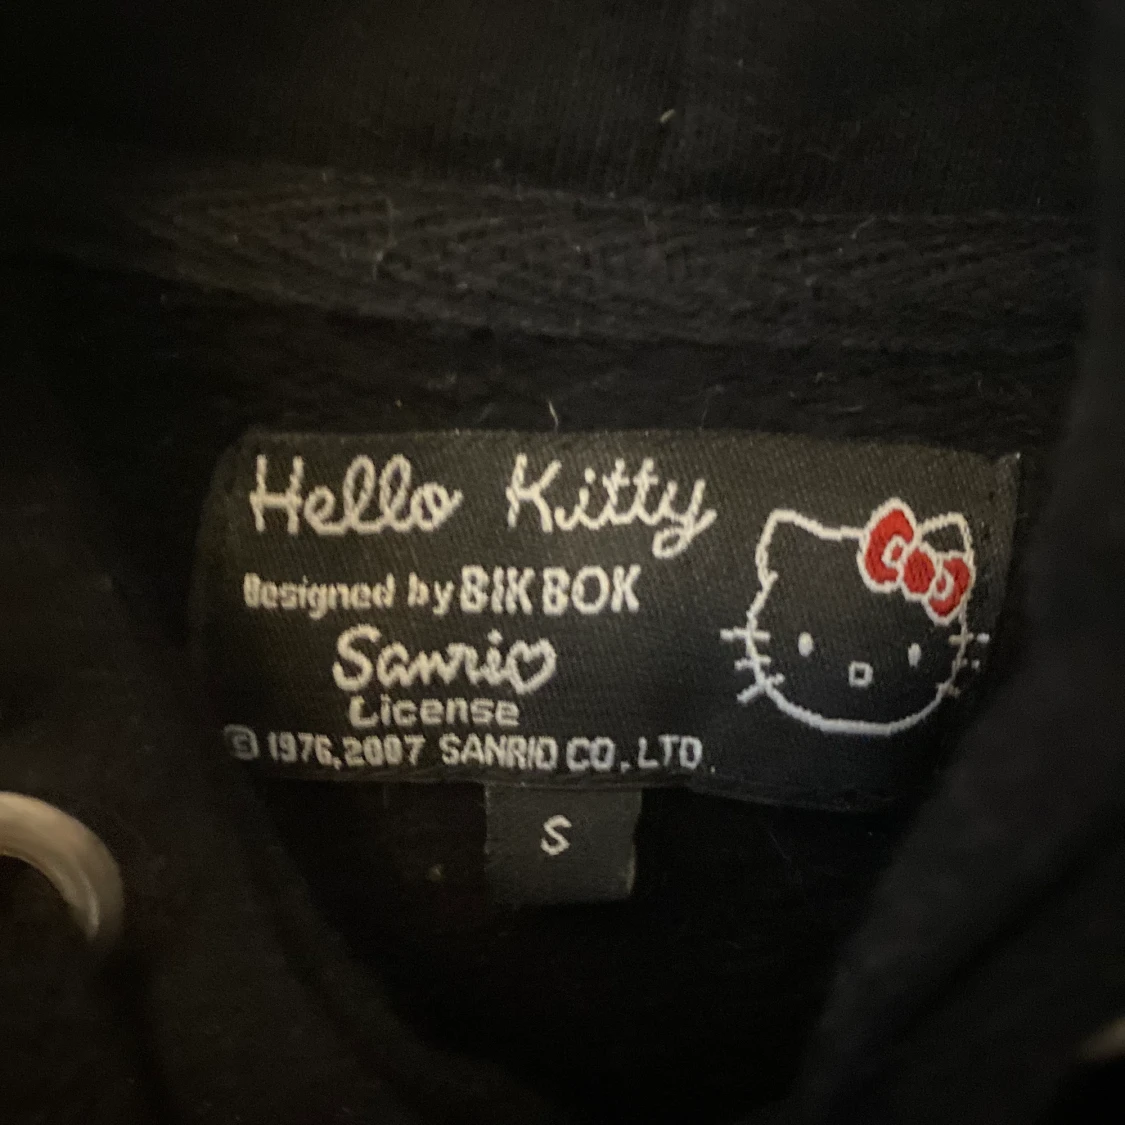 Hello Kitty
Designed by BIK BOK
Sanrio
License
© 1976,2007 SANRIO CO.,LTD.
S